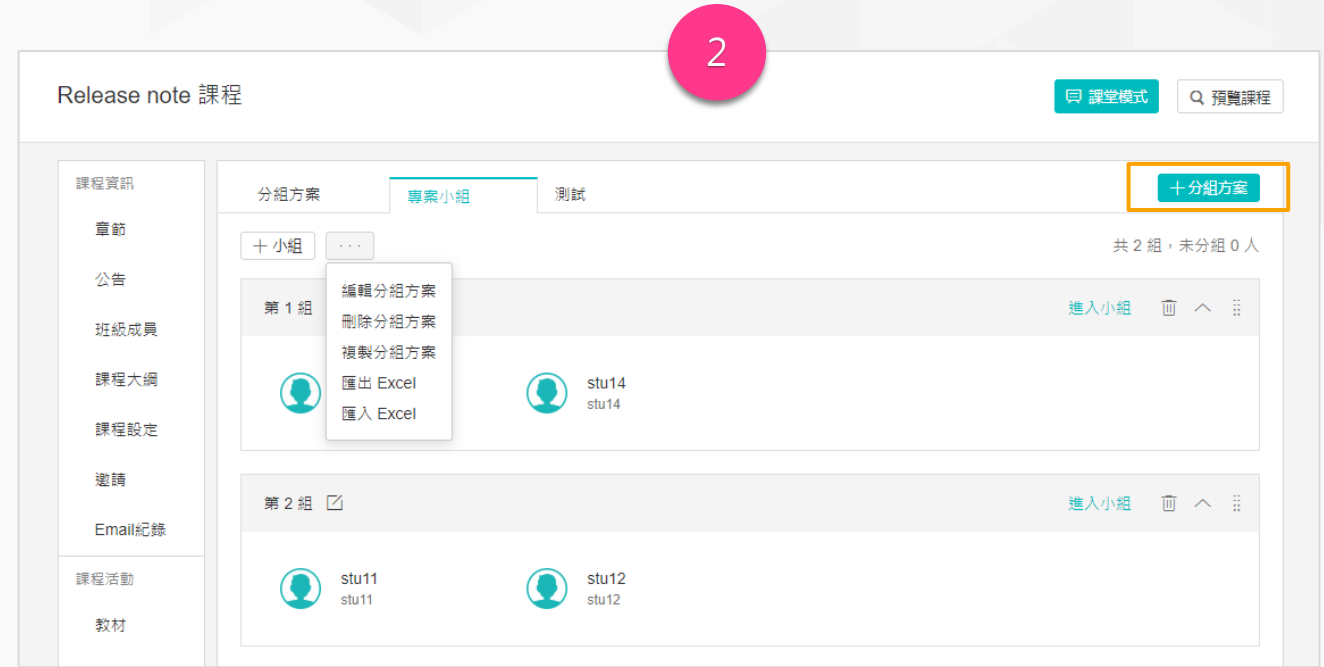 2
Release note 課程
課堂模式
預覽課程
課程資訊
章節
公告
班級成員
課程大綱
課程設定
邀請
Email紀錄
課程活動
教材
分組方案
專案小組
測試
＋分組方案
＋小組
···
共 2 組，未分組 0 人
編輯分組方案
刪除分組方案
複製分組方案
匯出 Excel
匯入 Excel
第 1 組
進入小組
stu14
stu14
第 2 組
進入小組
stu11
stu11
stu12
stu12